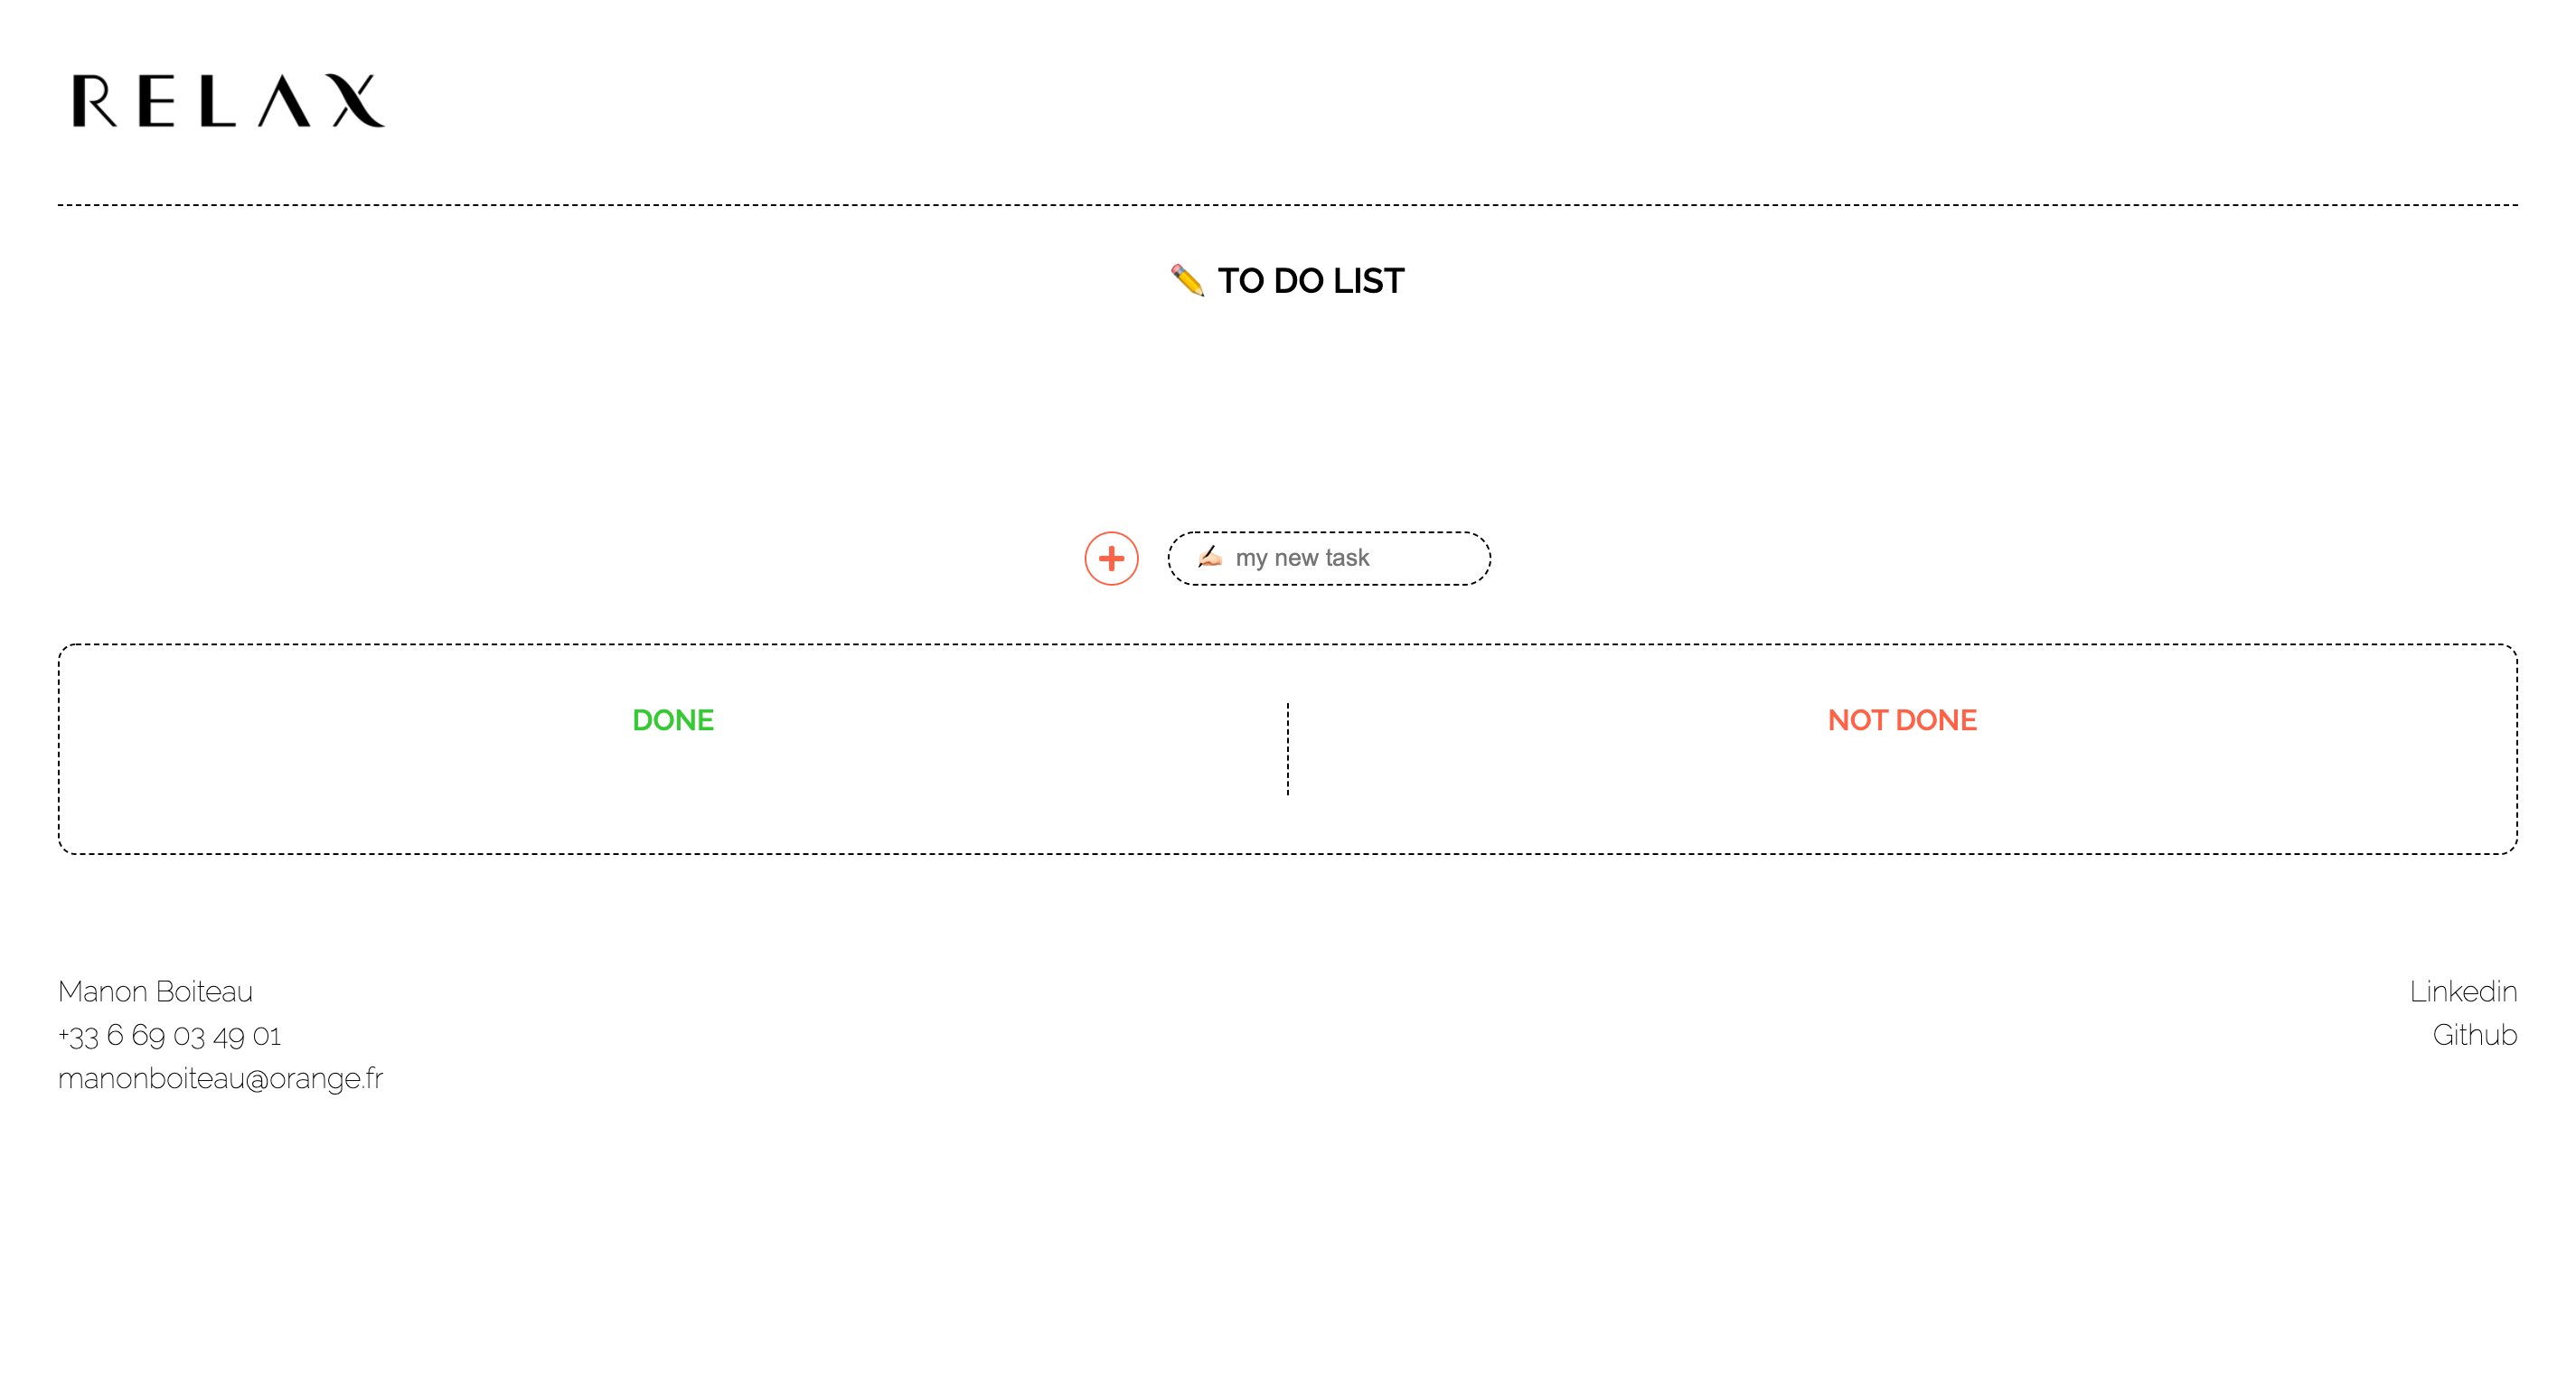 RELAX
✏️ TO DO LIST
✍🏻 my new task
DONE
NOT DONE
Manon Boiteau
+33 6 69 03 49 01
manonboiteau@orange.fr
Linkedin
Github